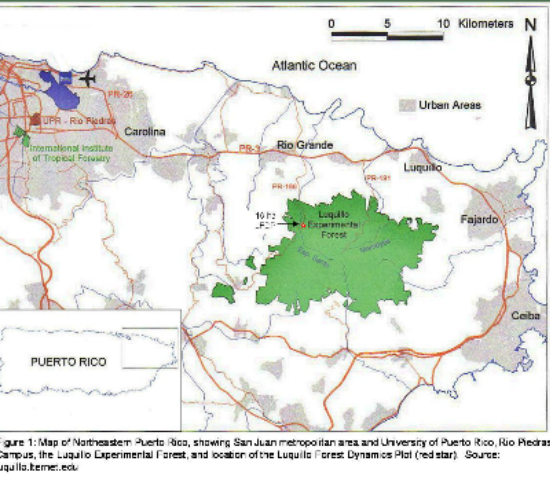 0 5 10 Kilometers
N
Atlantic Ocean
PR-26
Urban Areas
UPR - Rio Piedras
Carolina
International Institute
of Tropical Forestry
PR-3
Rio Grande
Luquillo
PR-186
PR-191
16 ha
Luquillo
Experimental
Forest
Fajardo
Ceiba
PUERTO RICO
Figure 1: Map of Northeastern Puerto Rico, showing San Juan metropolitan area and University of Puerto Rico, Rio Piedras
Campus, the Luquillo Experimental Forest, and location of the Luquillo Forest Dynamics Plot (red star). Source:
luquillo.lternet.edu